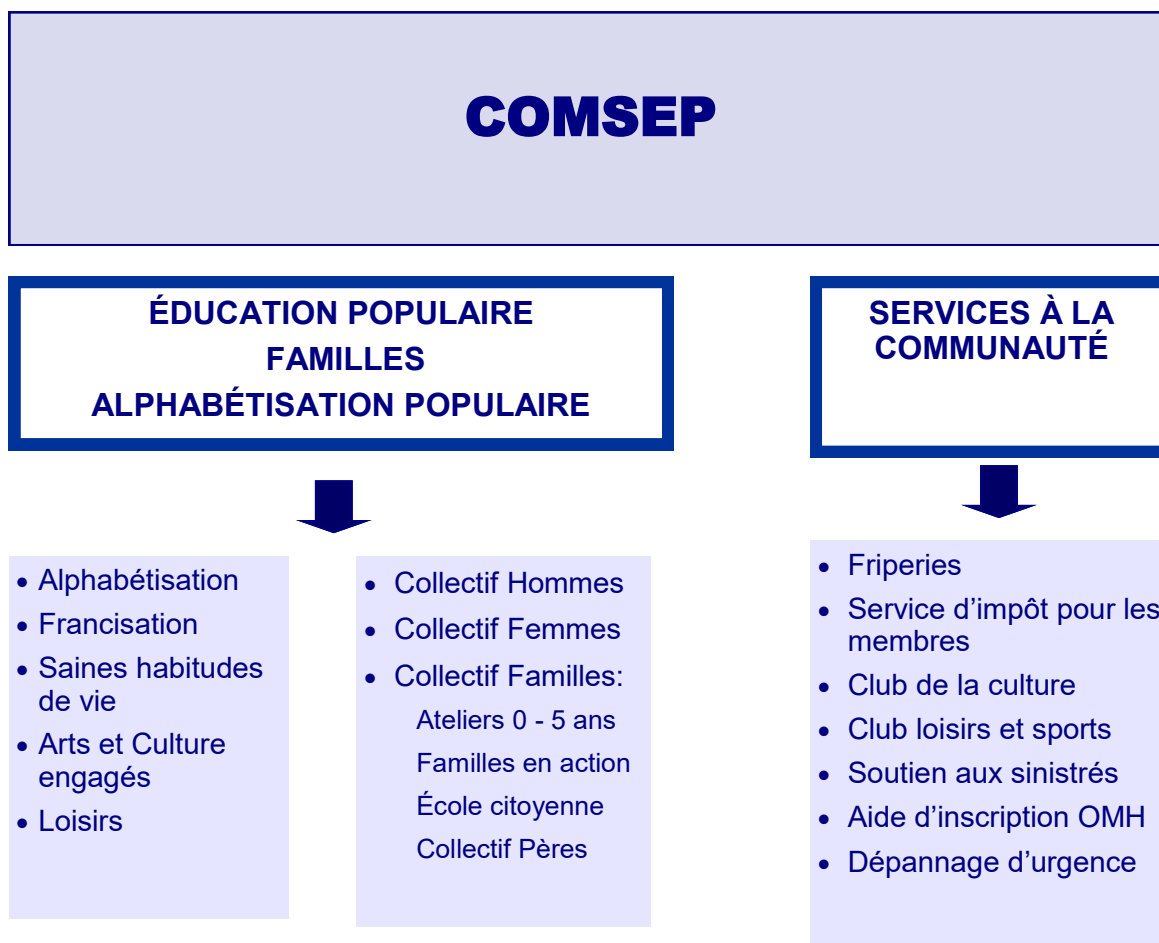 COMSEP
ÉDUCATION POPULAIRE
FAMILLES
ALPHABÉTISATION POPULAIRE
SERVICES À LA
COMMUNAUTÉ
• Alphabétisation
• Francisation
• Saines habitudes
de vie
• Arts et Culture
engagés
• Loisirs
• Collectif Hommes
• Collectif Femmes
• Collectif Familles:
Ateliers 0 - 5 ans
Familles en action
École citoyenne
Collectif Pères
• Friperies
• Service d’impôt pour les
membres
• Club de la culture
• Club loisirs et sports
• Soutien aux sinistrés
• Aide d’inscription OMH
• Dépannage d’urgence